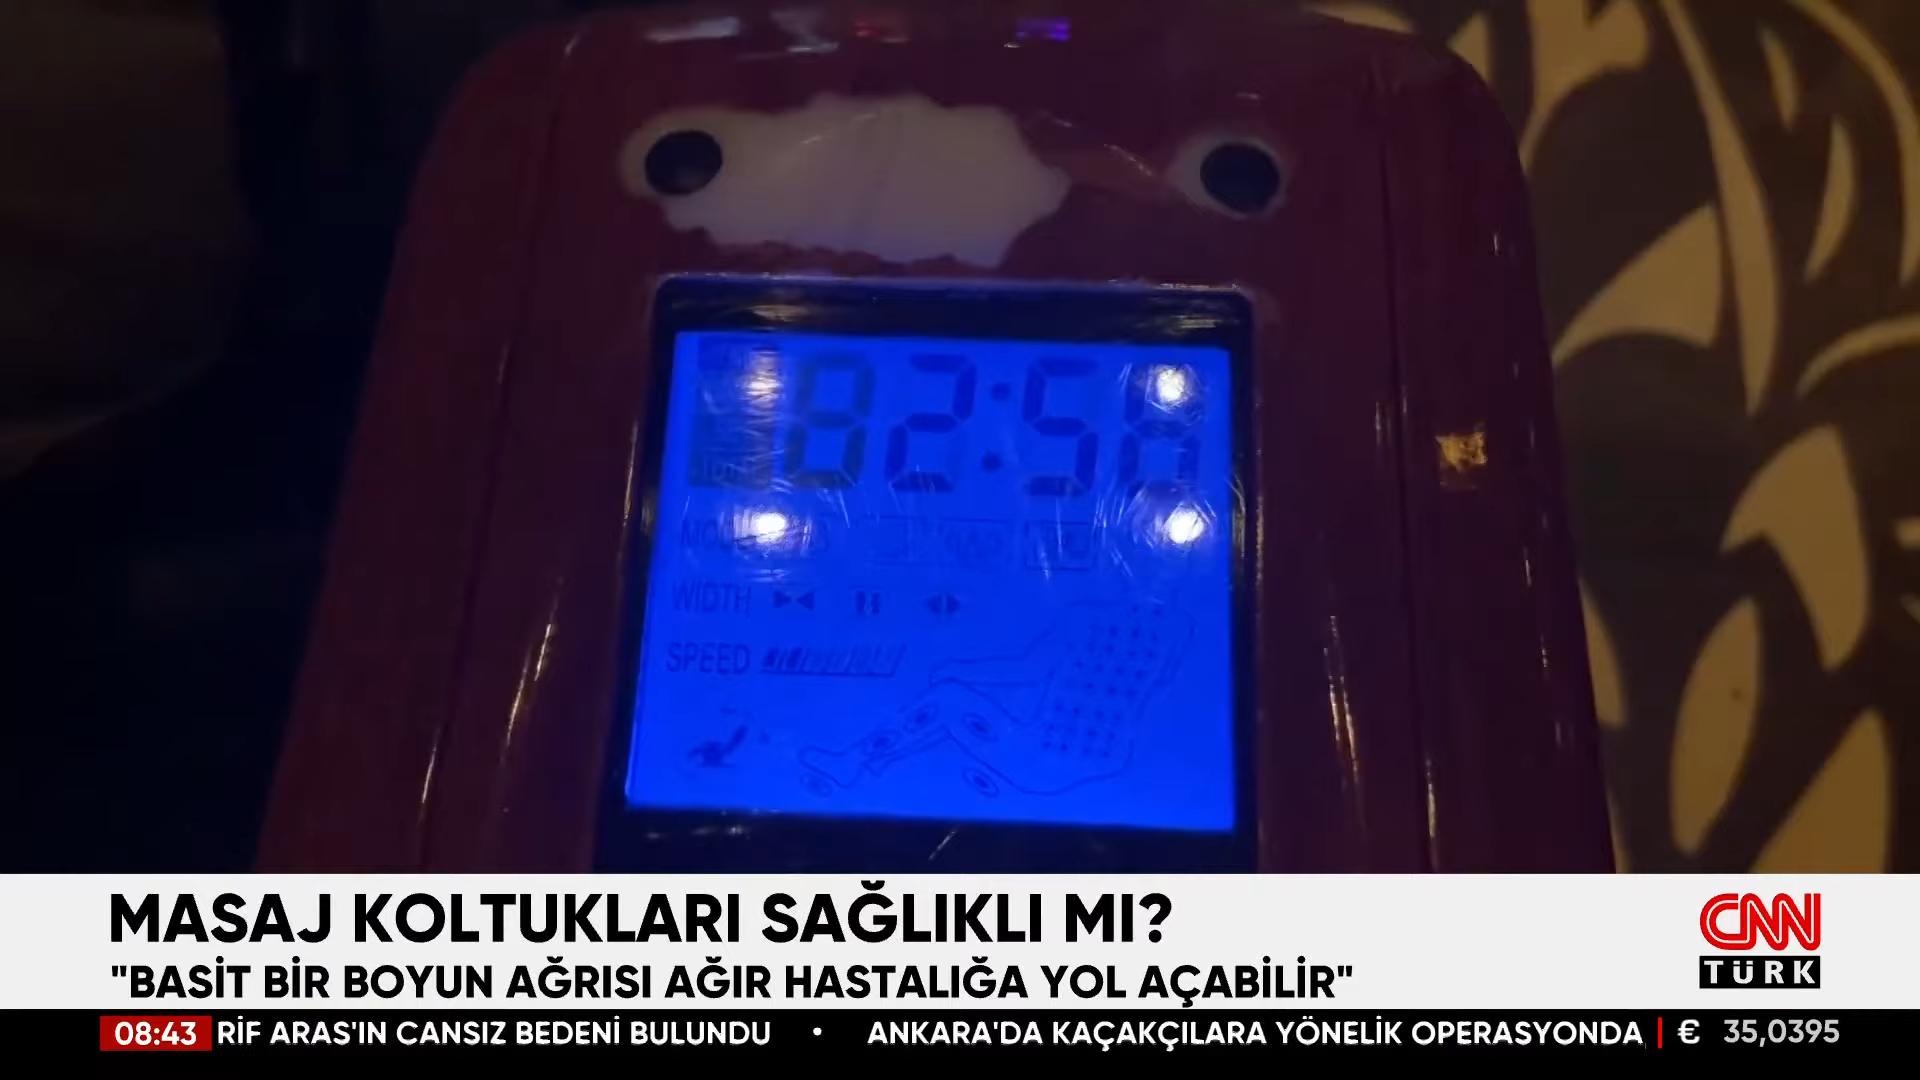 82:58
WIDTH
SPEED
MASAJ KOLTUKLARI SAĞLIKLI MI?
"BASİT BİR BOYUN AĞRISI AĞIR HASTALIĞA YOL AÇABİLİR"
CNN
TÜRK
08:43 RİF ARAS'IN CANSIZ BEDENİ BULUNDU • ANKARA'DA KAÇAKÇILARA YÖNELİK OPERASYONDA € 35,0395